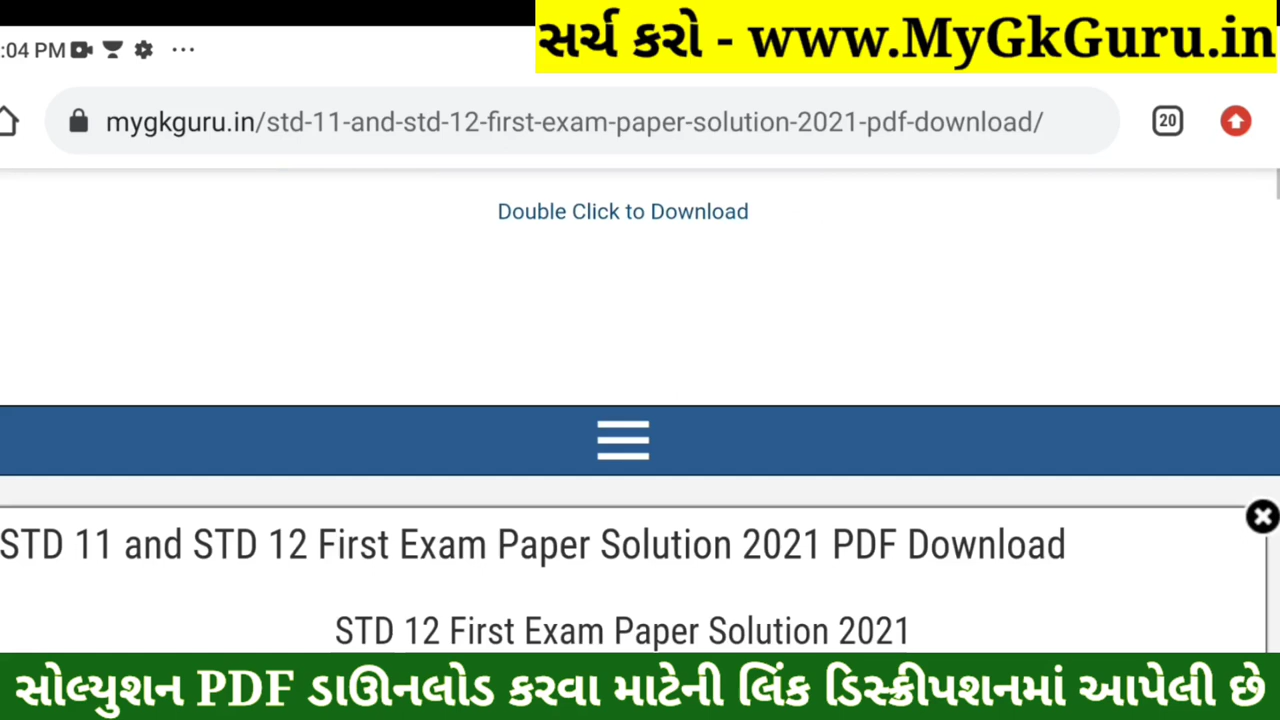 સર્ચ કરો - www.MyGkGuru.in
:04 PM
mygkguru.in/std-11-and-std-12-first-exam-paper-solution-2021-pdf-download/
20
Double Click to Download
STD 11 and STD 12 First Exam Paper Solution 2021 PDF Download
STD 12 First Exam Paper Solution 2021
સોલ્યુશન PDF ડાઊનલોડ કરવા માટેની લિંક ડિસ્ક્રીપશનમાં આપેલી છે